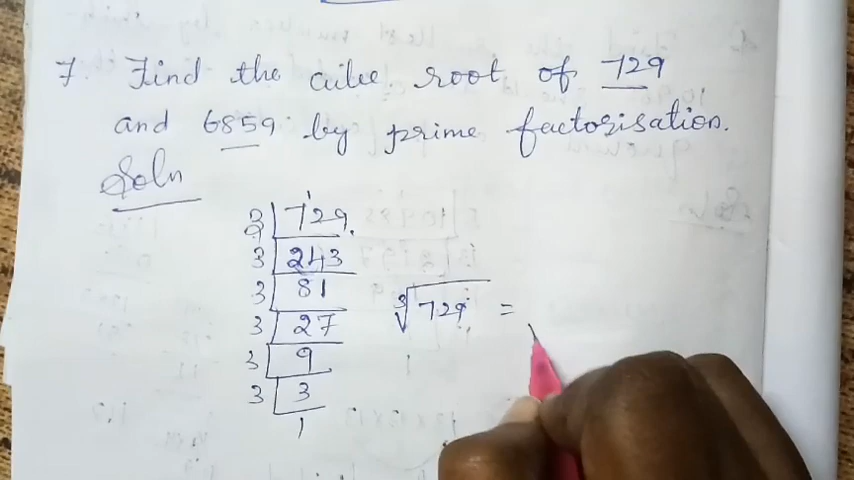 7. Find the cube root of 729
and 6859 by prime factorisation.
Soln
3 | 729
3 | 243
3 | 81
3 | 27
3 | 9
3 | 3
1
∛729 =